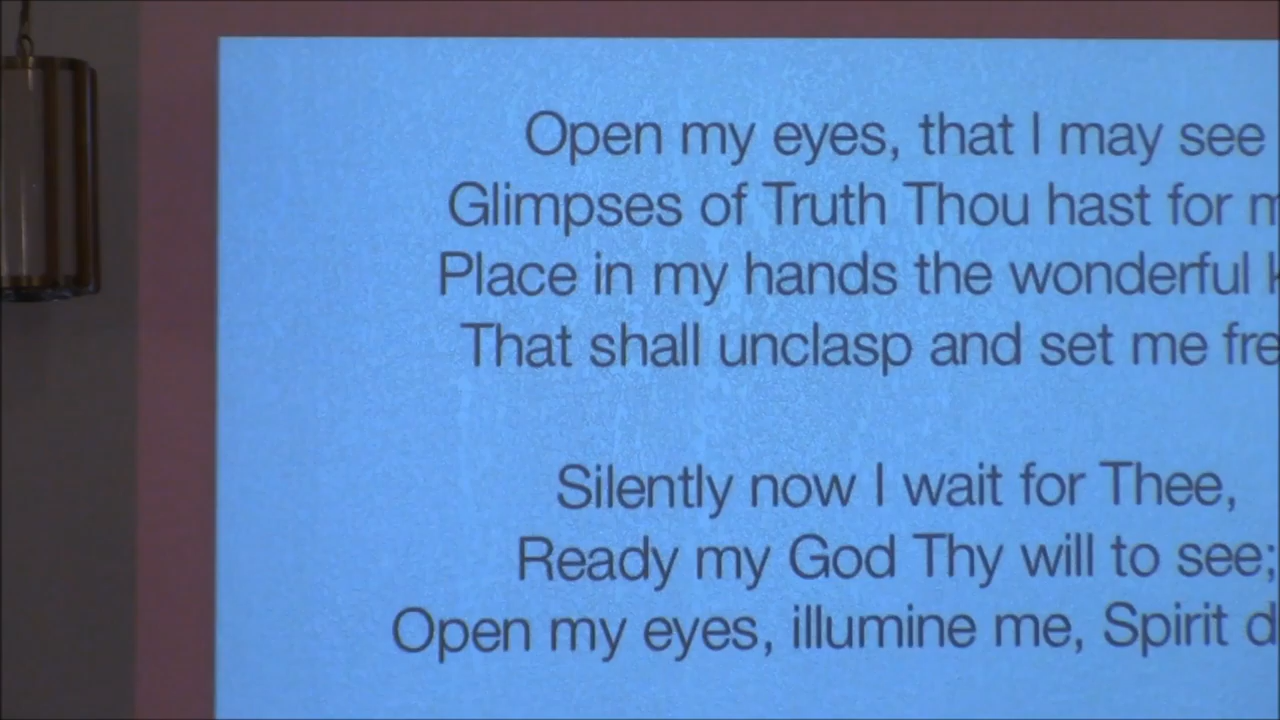 Open my eyes, that I may see
Glimpses of Truth Thou hast for
Place in my hands the wonderful
That shall unclasp and set me
Silently now I wait for Thee,
Ready my God Thy will to see;
Open my eyes, illumine me, Spirit